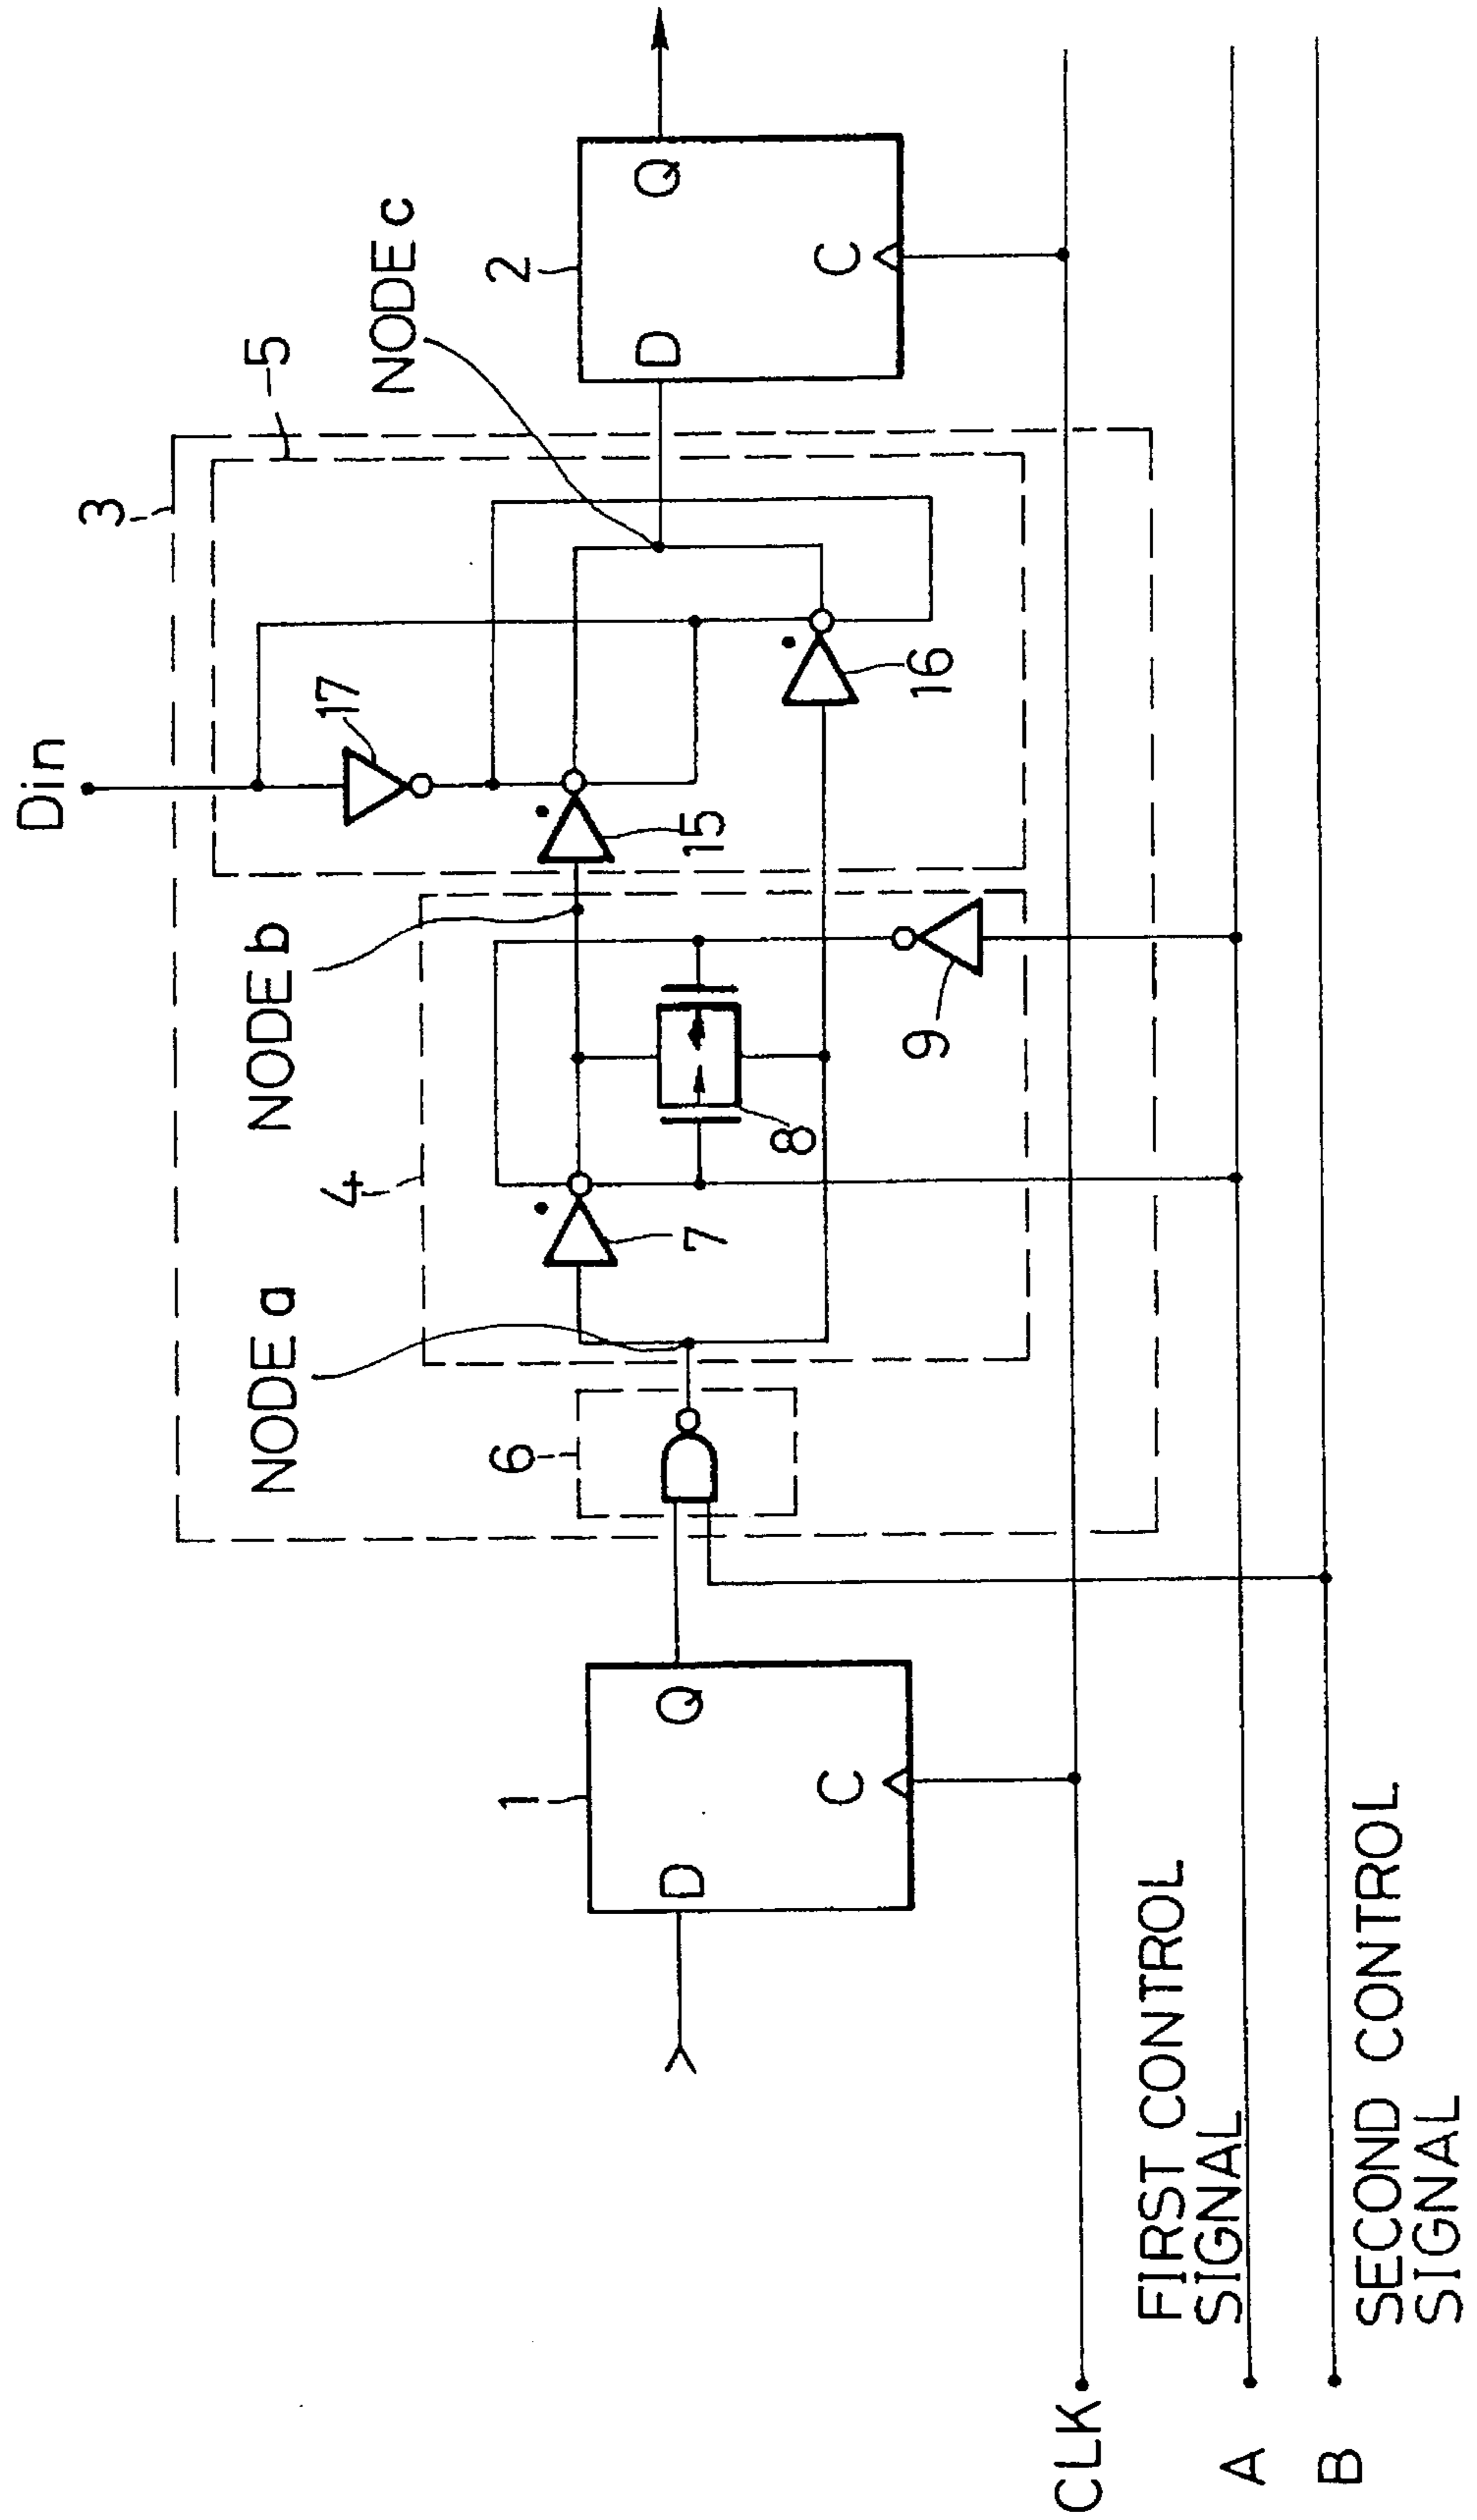 Din
3
5
NODE a
NODE b
NODE c
17
4
6
1
2
15
7
8
16
9
D
Q
C
D
Q
C
CLK
FIRST CONTROL
SIGNAL
A
B
SECOND CONTROL
SIGNAL